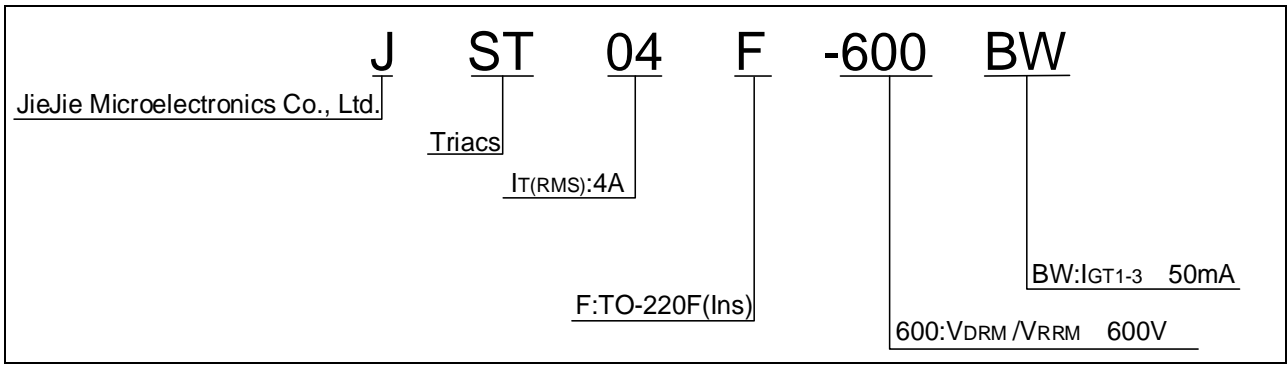 J ST 04 F -600 BW
JieJie Microelectronics Co., Ltd.
Triacs
IT(RMS):4A
BW:IGT1-3 50mA
F:TO-220F(Ins)
600:VDRM /VRRM 600V